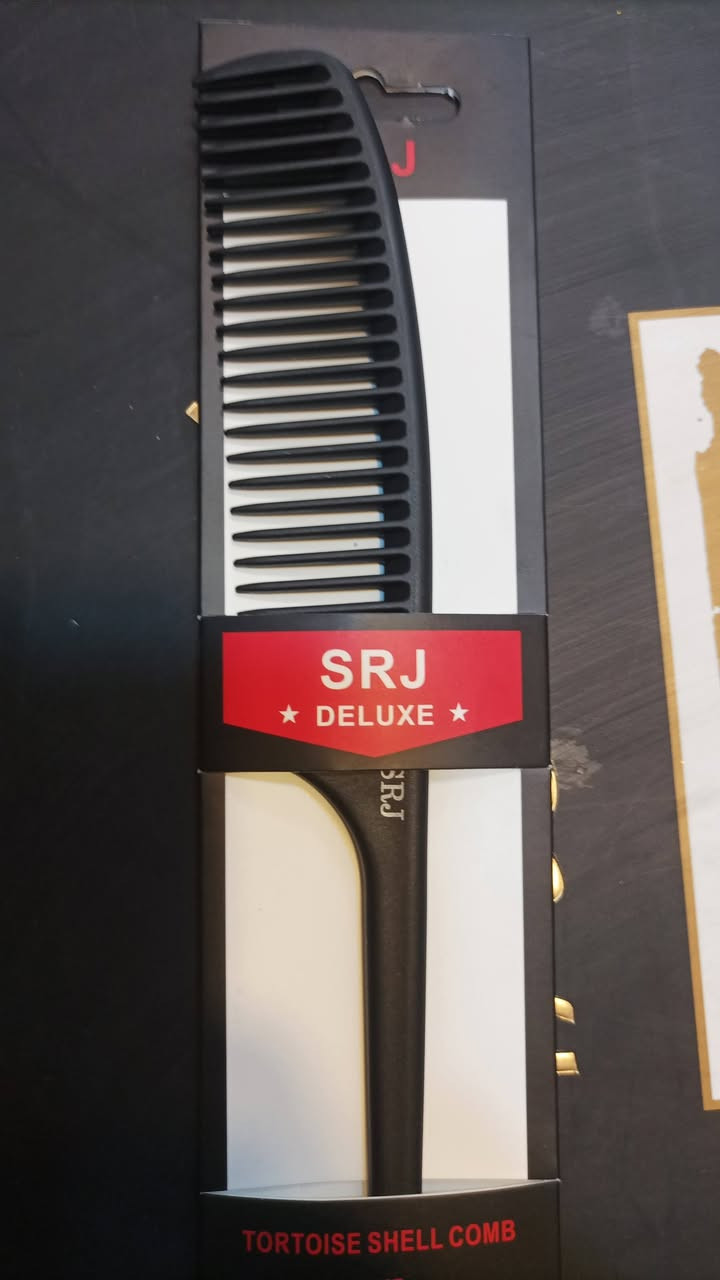 J
SRJ
★ DELUXE ★
SRJ
TORTOISE SHELL COMB